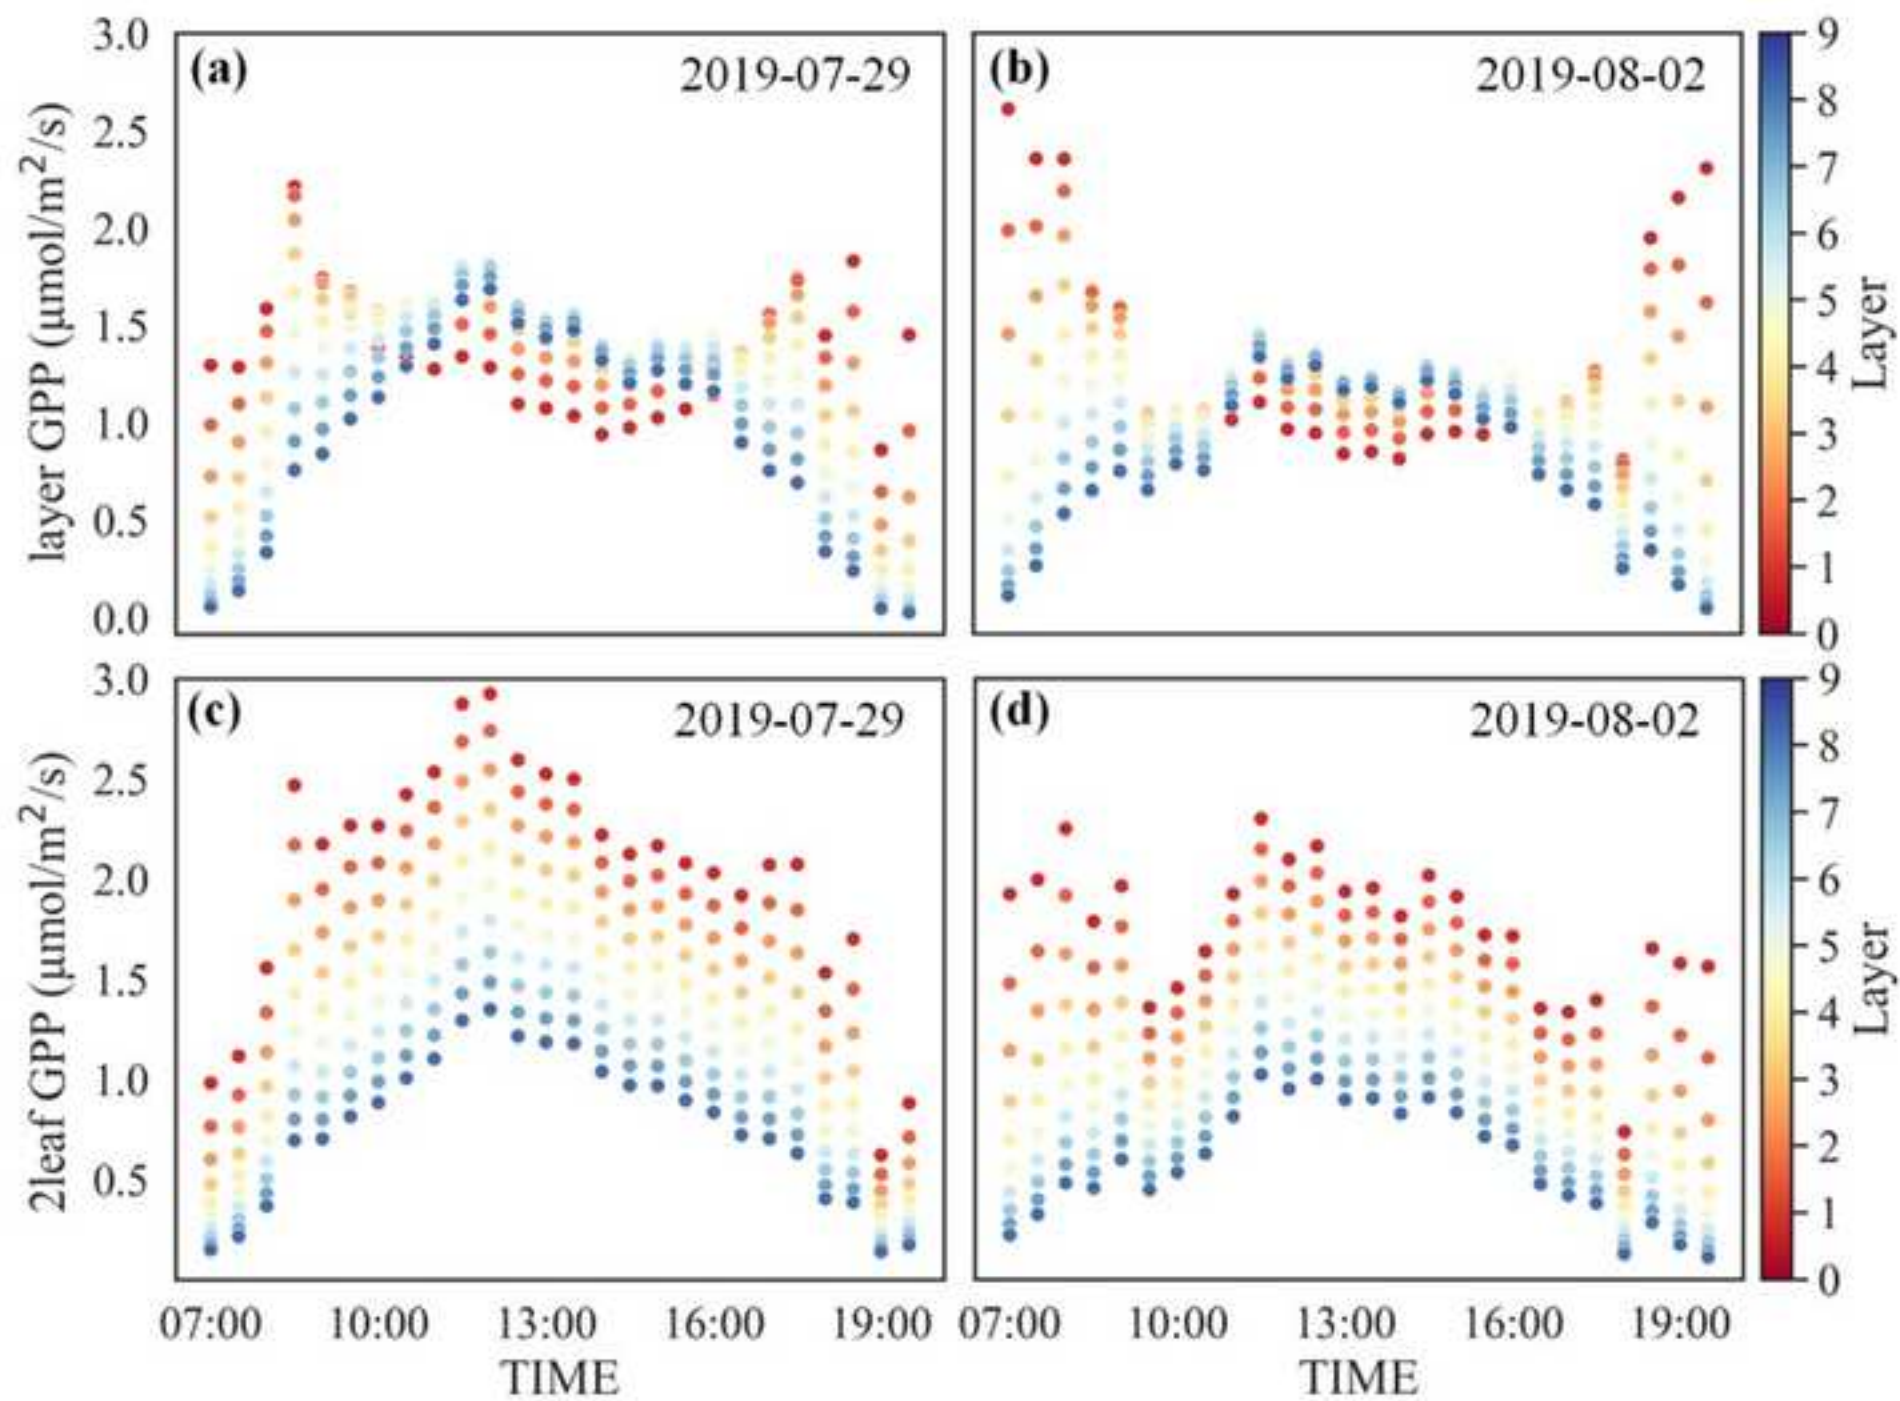 (a) 2019-07-29
(b) 2019-08-02
layer GPP (μmol/m²/s)
3.0
2.5
2.0
1.5
1.0
0.5
0.0
9
8
7
6
5
4
3
2
1
0
Layer
(c) 2019-07-29
(d) 2019-08-02
2leaf GPP (μmol/m²/s)
3.0
2.5
2.0
1.5
1.0
0.5
9
8
7
6
5
4
3
2
1
0
Layer
07:00 10:00 13:00 16:00 19:00
07:00 10:00 13:00 16:00 19:00
TIME
TIME